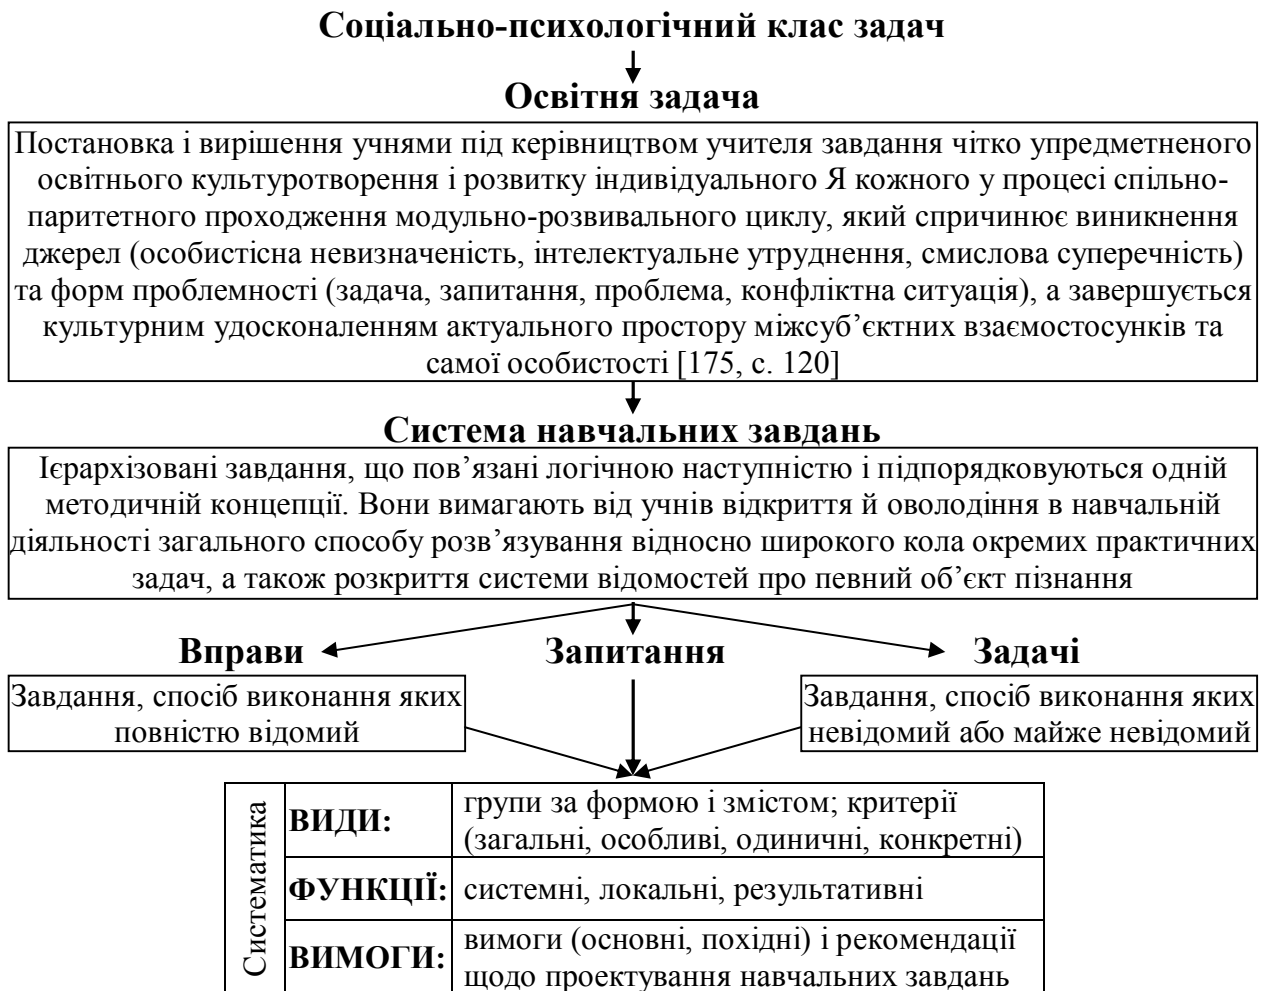 Соціально-психологічний клас задач
Освітня задача
Постановка і вирішення учнями під керівництвом учителя завдання чітко упредметненого
освітнього культуротворення і розвитку індивідуального Я кожного у процесі спільно-
паритетного проходження модульно-розвивального циклу, який спричинює виникнення
джерел (особистісна невизначеність, інтелектуальне утруднення, смислова суперечність)
та форм проблемності (задача, запитання, проблема, конфліктна ситуація), а завершується
культурним удосконаленням актуального простору міжсуб’єктних взаємостосунків та
самої особистості [175, с. 120]
Система навчальних завдань
Ієрархізовані завдання, що пов’язані логічною наступністю і підпорядковуються одній
методичній концепції. Вони вимагають від учнів відкриття й оволодіння в навчальній
діяльності загального способу розв’язування відносно широкого кола окремих практичних
задач, а також розкриття системи відомостей про певний об’єкт пізнання
Вправи Запитання Задачі
Завдання, спосіб виконання яких
повністю відомий
Завдання, спосіб виконання яких
невідомий або майже невідомий
Систематика
ВИДИ: групи за формою і змістом; критерії
(загальні, особливі, одиничні, конкретні)
ФУНКЦІЇ: системні, локальні, результативні
ВИМОГИ: вимоги (основні, похідні) і рекомендації
щодо проектування навчальних завдань